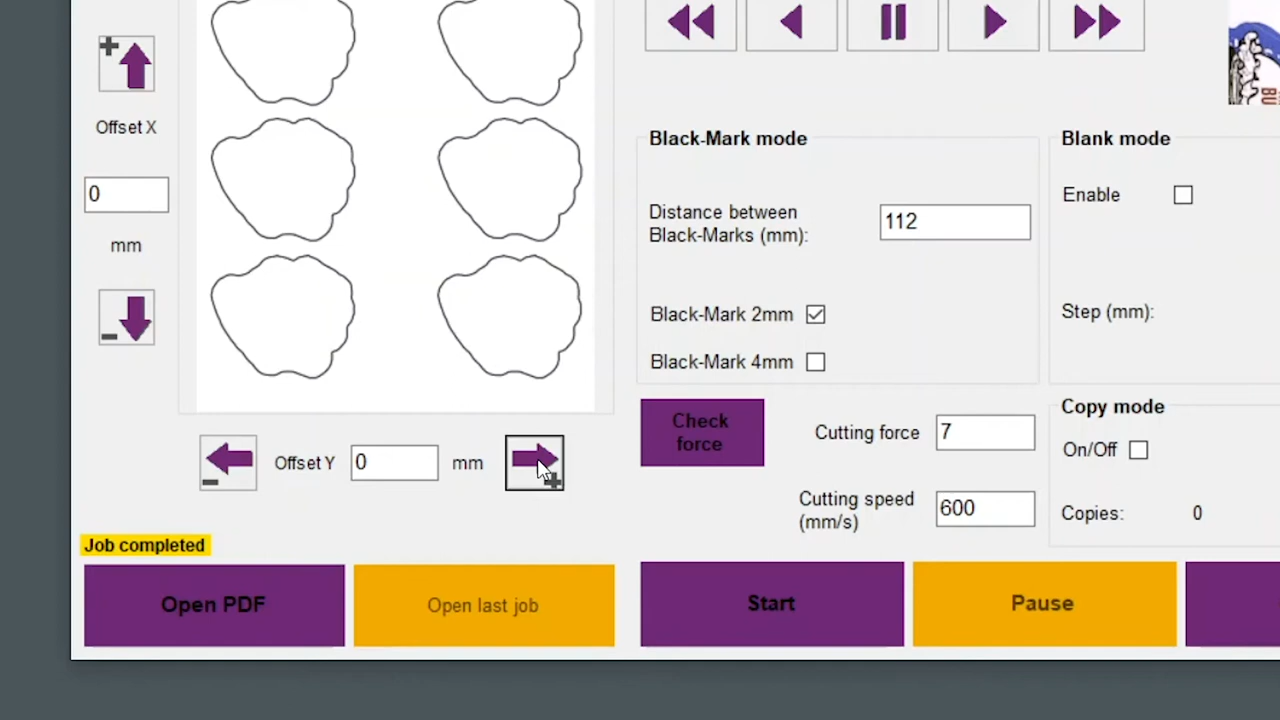 Offset X
0
mm
Offset Y 0 mm
Job completed
Open PDF
Open last job
Black-Mark mode
Distance between
Black-Marks (mm):
112
Black-Mark 2mm
Black-Mark 4mm
Check
force
Cutting force 7
Cutting speed
(mm/s)
600
Blank mode
Enable
Step (mm):
Copy mode
On/Off
Copies: 0
Start
Pause
BU